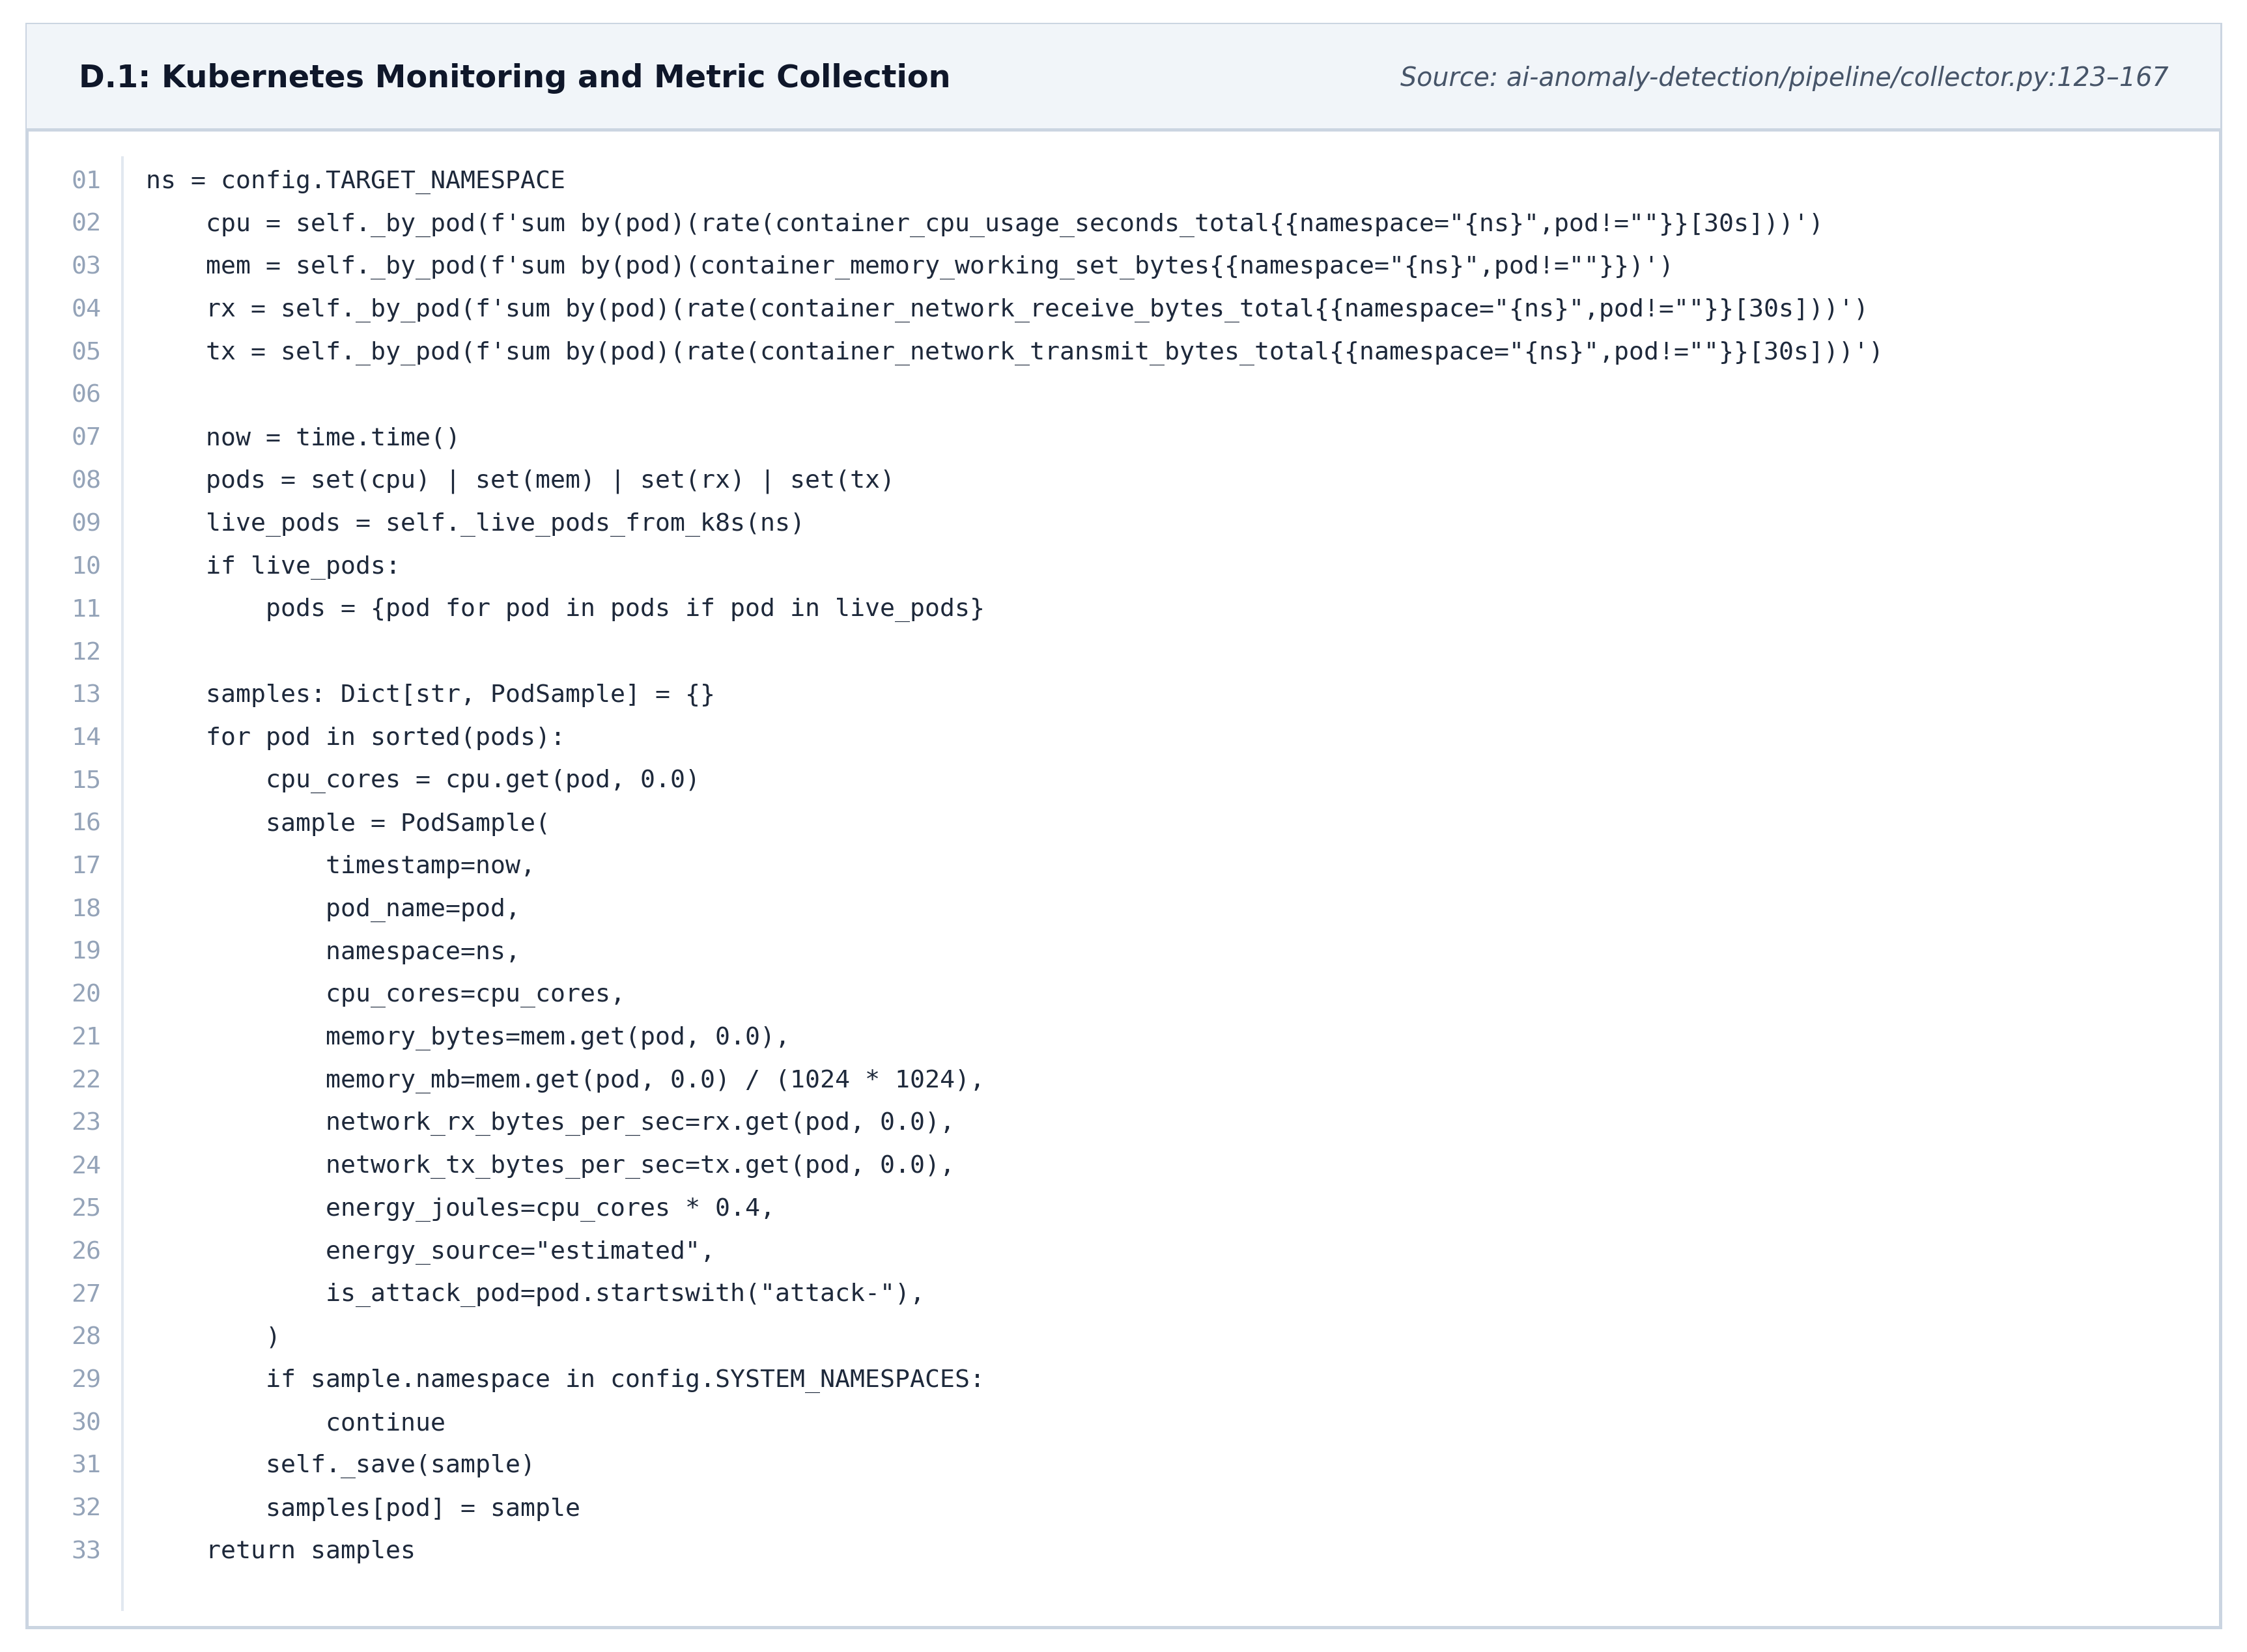 D.1: Kubernetes Monitoring and Metric Collection
Source: ai-anomaly-detection/pipeline/collector.py:123–167
01 ns = config.TARGET_NAMESPACE
02     cpu = self._by_pod(f'sum by(pod)(rate(container_cpu_usage_seconds_total{{namespace="{ns}",pod!=""}}[30s]))')
03     mem = self._by_pod(f'sum by(pod)(container_memory_working_set_bytes{{namespace="{ns}",pod!=""}})')
04     rx = self._by_pod(f'sum by(pod)(rate(container_network_receive_bytes_total{{namespace="{ns}",pod!=""}}[30s]))')
05     tx = self._by_pod(f'sum by(pod)(rate(container_network_transmit_bytes_total{{namespace="{ns}",pod!=""}}[30s]))')
06
07     now = time.time()
08     pods = set(cpu) | set(mem) | set(rx) | set(tx)
09     live_pods = self._live_pods_from_k8s(ns)
10     if live_pods:
11         pods = {pod for pod in pods if pod in live_pods}
12
13     samples: Dict[str, PodSample] = {}
14     for pod in sorted(pods):
15         cpu_cores = cpu.get(pod, 0.0)
16         sample = PodSample(
17             timestamp=now,
18             pod_name=pod,
19             namespace=ns,
20             cpu_cores=cpu_cores,
21             memory_bytes=mem.get(pod, 0.0),
22             memory_mb=mem.get(pod, 0.0) / (1024 * 1024),
23             network_rx_bytes_per_sec=rx.get(pod, 0.0),
24             network_tx_bytes_per_sec=tx.get(pod, 0.0),
25             energy_joules=cpu_cores * 0.4,
26             energy_source="estimated",
27             is_attack_pod=pod.startswith("attack-"),
28         )
29         if sample.namespace in config.SYSTEM_NAMESPACES:
30             continue
31         self._save(sample)
32         samples[pod] = sample
33     return samples